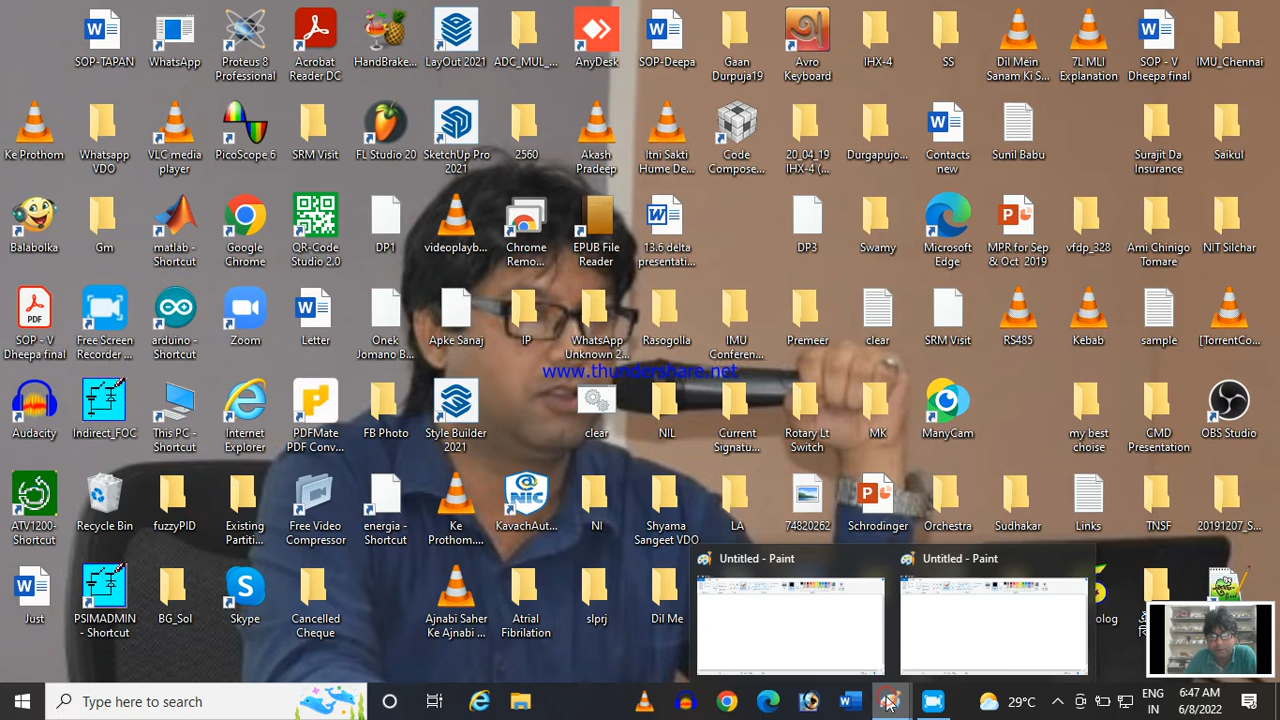 SOP-TAPAN
WhatsApp
Proteus 8
Professional
Acrobat
Reader DC
HandBrake...
LayOut 2021
ADC_MUL_...
AnyDesk
SOP-Deepa
Gaan
Durpuja19
Avro
Keyboard
IHX-4
SS
Dil Mein
Sanam Ki S...
7L MLI
Explanation
SOP - V
Dheepa final
IMU_Chennai
Ke Prothom
Whatsapp
VDO
VLC media
player
PicoScope 6
SRM Visit
FL Studio 20
SketchUp Pro
2021
2560
Akash
Pradeep
Itni Sakti
Hume De...
Code
Compose...
20_04_19
IHX-4 (...
Durgapujo...
Contacts
new
Sunil Babu
Surajit Da
Insurance
Saikul
Balabolka
Gm
matlab -
Shortcut
Google
Chrome
QR-Code
Studio 2.0
DP1
videoplayb...
Chrome
Remo...
EPUB File
Reader
13.6 delta
presentati...
DP3
Swamy
Microsoft
Edge
MPR for Sep
& Oct 2019
vfdp_328
Ami Chinigo
Tomare
NIT Silchar
PDF
SOP - V
Dheepa final
Free Screen
Recorder ...
arduino -
Shortcut
Zoom
Letter
Onek
Jomano B...
Apke Sanaj
IP
WhatsApp
Unknown 2...
Rasogolla
IMU
Conferen...
Premeer
clear
SRM Visit
RS485
Kebab
sample
[TorrentCo...
www.thundershare.net
Audacity
Indirect_FOC
This PC -
Shortcut
Internet
Explorer
PDFMate
PDF Conv...
FB Photo
Style Builder
2021
clear
NIL
Current
Signatu...
Rotary Lt
Switch
MK
ManyCam
my best
choise
CMD
Presentation
OBS Studio
ATV1200-
Shortcut
Recycle Bin
fuzzyPID
Existing
Partiti...
Free Video
Compressor
energia -
Shortcut
Ke
Prothom...
NIC
KavachAut...
NI
Shyama
Sangeet VDO
LA
74820262
Schrodinger
Orchestra
Sudhakar
Links
TNSF
20191207_S...
Just
PSIMADMIN
- Shortcut
BG_Sol
Skype
Cancelled
Cheque
Ajnabi Saher
Ke Ajnabi ...
Atrial
Fibrilation
slprj
Dil Me
Untitled - Paint
Untitled - Paint
Type here to search
29°C
ENG
IN
6:47 AM
6/8/2022